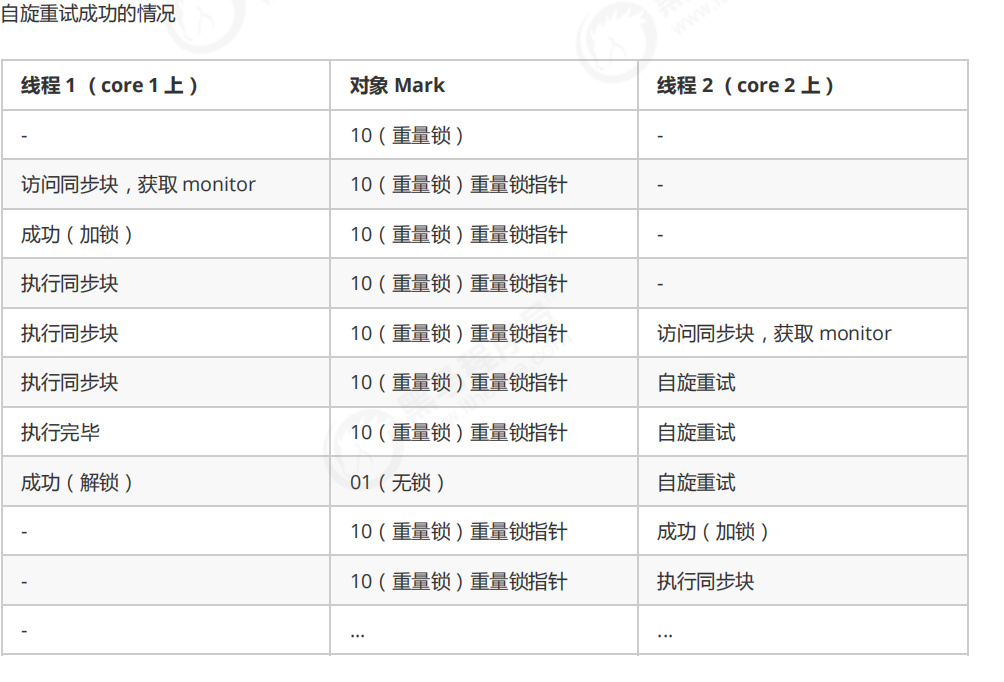 自旋重试成功的情况
线程 1 （ core 1 上 ） 对象 Mark 线程 2 （ core 2 上 ）
- 10（ 重量锁 ） -
访问同步块 , 获取 monitor 10（ 重量锁 ）重量锁指针 -
成功（ 加锁 ） 10（ 重量锁 ）重量锁指针 -
执行同步块 10（ 重量锁 ）重量锁指针 -
执行同步块 10（ 重量锁 ）重量锁指针 访问同步块 , 获取 monitor
执行同步块 10（ 重量锁 ）重量锁指针 自旋重试
执行完毕 10（ 重量锁 ）重量锁指针 自旋重试
成功（ 解锁 ） 01（ 无锁 ） 自旋重试
- 10（ 重量锁 ）重量锁指针 成功（ 加锁 ）
- 10（ 重量锁 ）重量锁指针 执行同步块
- ... ...